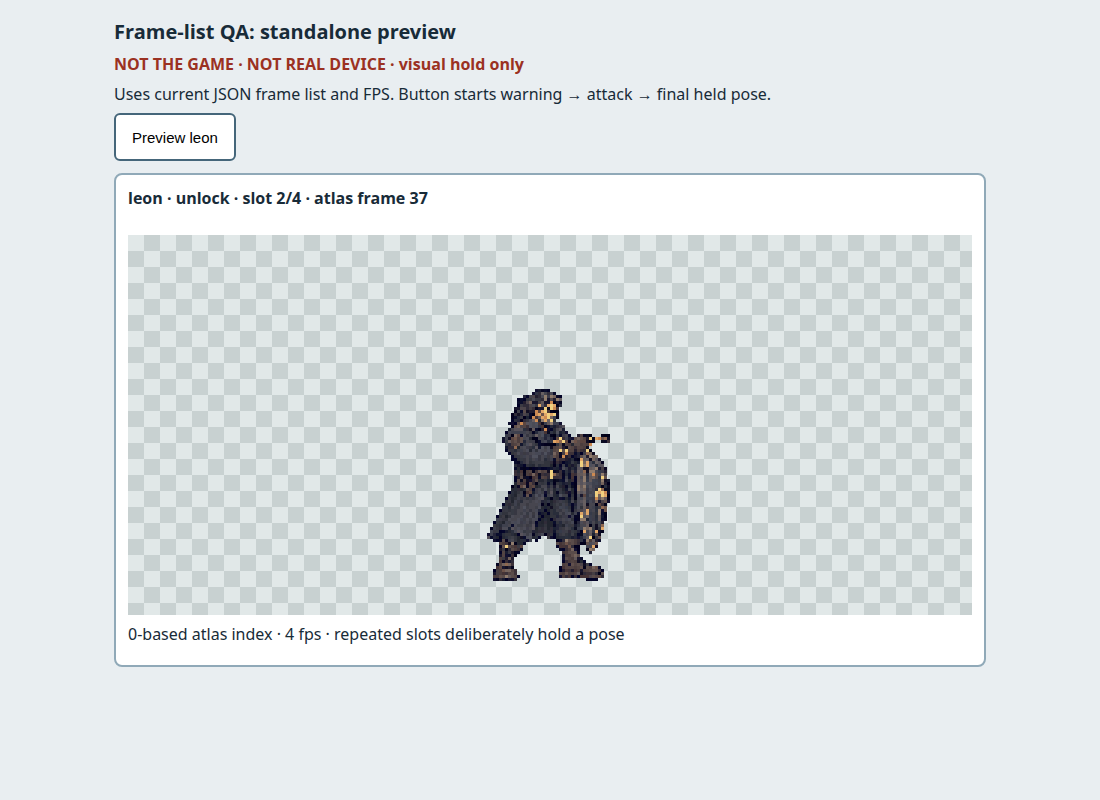 Frame-list QA: standalone preview
NOT THE GAME · NOT REAL DEVICE · visual hold only
Uses current JSON frame list and FPS. Button starts warning → attack → final held pose.
Preview leon
leon · unlock · slot 2/4 · atlas frame 37
0-based atlas index · 4 fps · repeated slots deliberately hold a pose